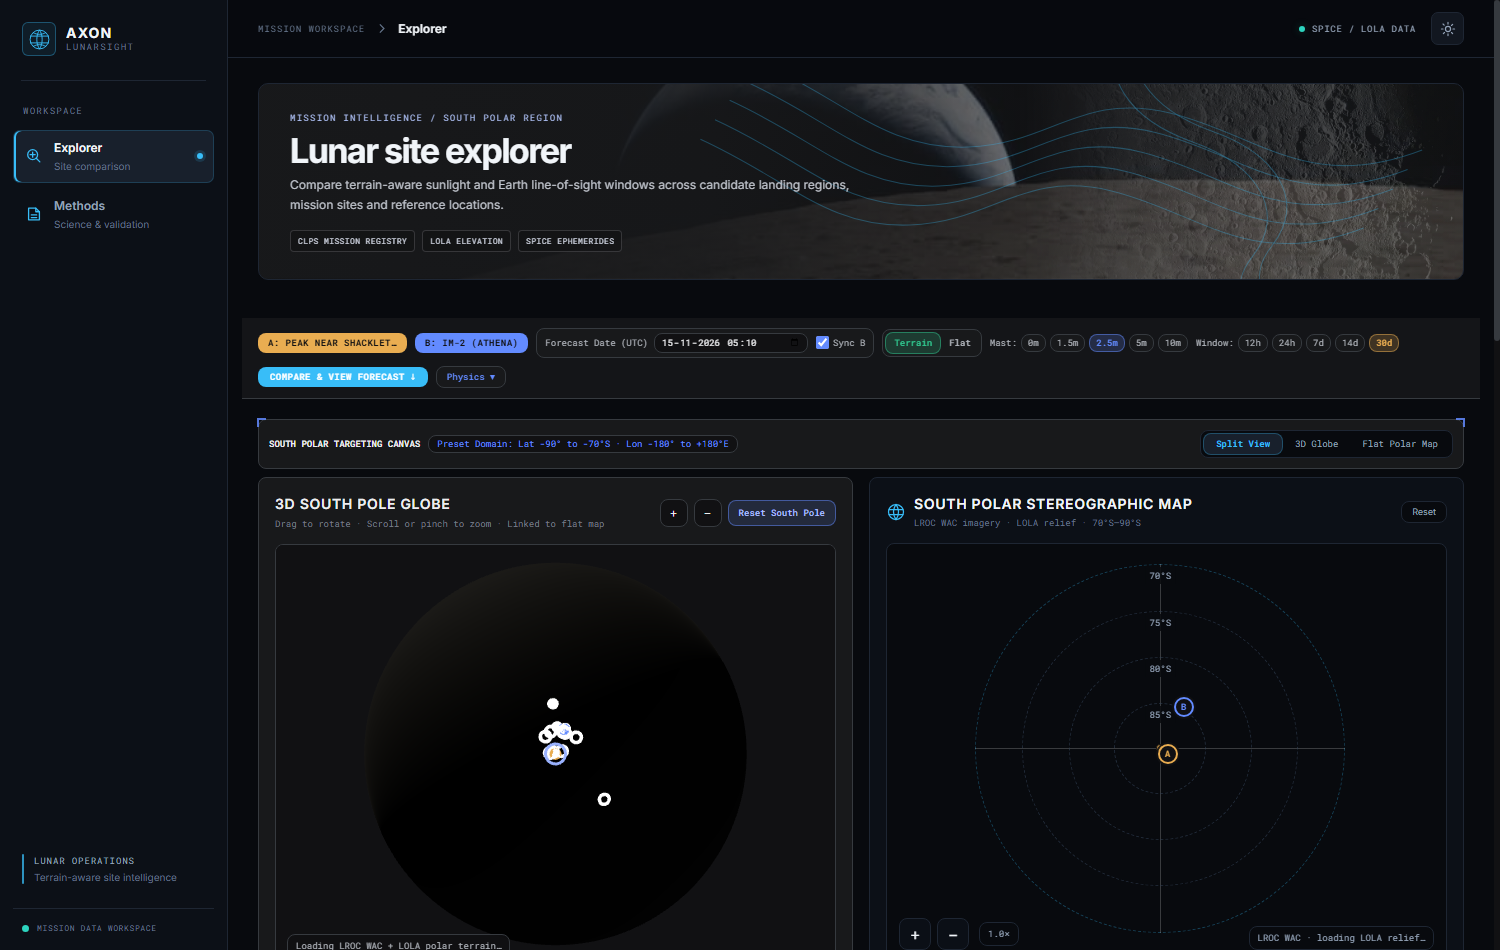 AXON
LUNARSIGHT
WORKSPACE
Explorer
Site comparison
Methods
Science & validation
LUNAR OPERATIONS
Terrain-aware site intelligence
MISSION DATA WORKSPACE
MISSION WORKSPACE > Explorer
SPICE / LOLA DATA
MISSION INTELLIGENCE / SOUTH POLAR REGION
Lunar site explorer
Compare terrain-aware sunlight and Earth line-of-sight windows across candidate landing regions,
mission sites and reference locations.
CLPS MISSION REGISTRY LOLA ELEVATION SPICE EPHEMERIDES
A: PEAK NEAR SHACKLET… B: IM-2 (ATHENA) Forecast Date (UTC) 15-11-2026 05:10 Sync B Terrain Flat Mast: 0m 1.5m 2.5m 5m 10m Window: 12h 24h 7d 14d 30d
COMPARE & VIEW FORECAST ↓ Physics ▼
SOUTH POLAR TARGETING CANVAS Preset Domain: Lat -90° to -70°S · Lon -180° to +180°E Split View 3D Globe Flat Polar Map
3D SOUTH POLE GLOBE
Drag to rotate · Scroll or pinch to zoom · Linked to flat map
+ − Reset South Pole
Loading LROC WAC + LOLA polar terrain…
SOUTH POLAR STEREOGRAPHIC MAP
LROC WAC imagery · LOLA relief · 70°S–90°S
Reset
70°S
75°S
80°S
B
85°S
A
+ − 1.0×
LROC WAC · loading LOLA relief…